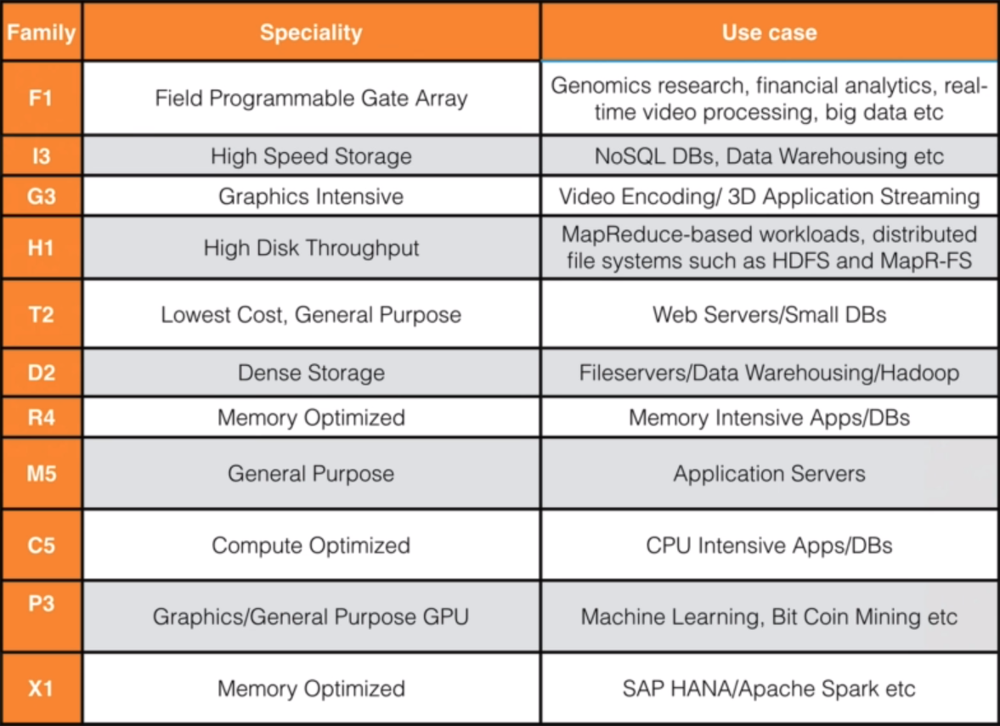 Family Speciality Use case
F1 Field Programmable Gate Array Genomics research, financial analytics, real-
time video processing, big data etc
I3 High Speed Storage NoSQL DBs, Data Warehousing etc
G3 Graphics Intensive Video Encoding/ 3D Application Streaming
H1 High Disk Throughput MapReduce-based workloads, distributed
file systems such as HDFS and MapR-FS
T2 Lowest Cost, General Purpose Web Servers/Small DBs
D2 Dense Storage Fileservers/Data Warehousing/Hadoop
R4 Memory Optimized Memory Intensive Apps/DBs
M5 General Purpose Application Servers
C5 Compute Optimized CPU Intensive Apps/DBs
P3 Graphics/General Purpose GPU Machine Learning, Bit Coin Mining etc
X1 Memory Optimized SAP HANA/Apache Spark etc